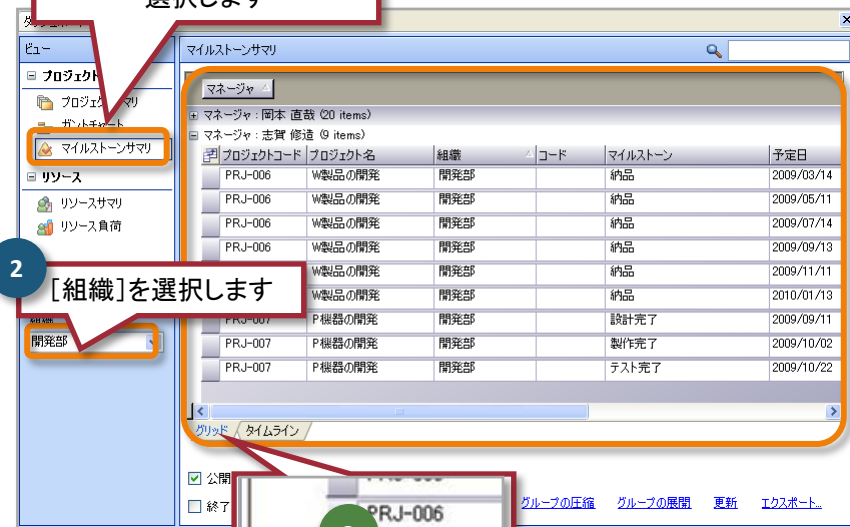 選択します
ビュー
マイルストーンサマリ
プロジェクト
マネージャ
マネージャ : 岡本 直哉 (20 items)
マイルストーンサマリ
マネージャ : 志賀 修造 (9 items)
プロジェクトコード プロジェクト名 組織 コード マイルストーン 予定日
リソース
PRJ-006 W製品の開発 開発部 納品 2009/03/14
リソースサマリ
PRJ-006 W製品の開発 開発部 納品 2009/05/11
リソース負荷
PRJ-006 W製品の開発 開発部 納品 2009/07/14
PRJ-006 W製品の開発 開発部 納品 2009/09/13
2
[組織]を選択します
W製品の開発 開発部 納品 2009/11/11
W製品の開発 開発部 納品 2010/01/13
PRJ-007 P機器の開発 開発部 設計完了 2009/09/11
開発部
PRJ-007 P機器の開発 開発部 製作完了 2009/10/02
PRJ-007 P機器の開発 開発部 テスト完了 2009/10/22
グリッド タイムライン
公開
終了
PRJ-006
グループの圧縮 グループの展開 更新 エクスポート...